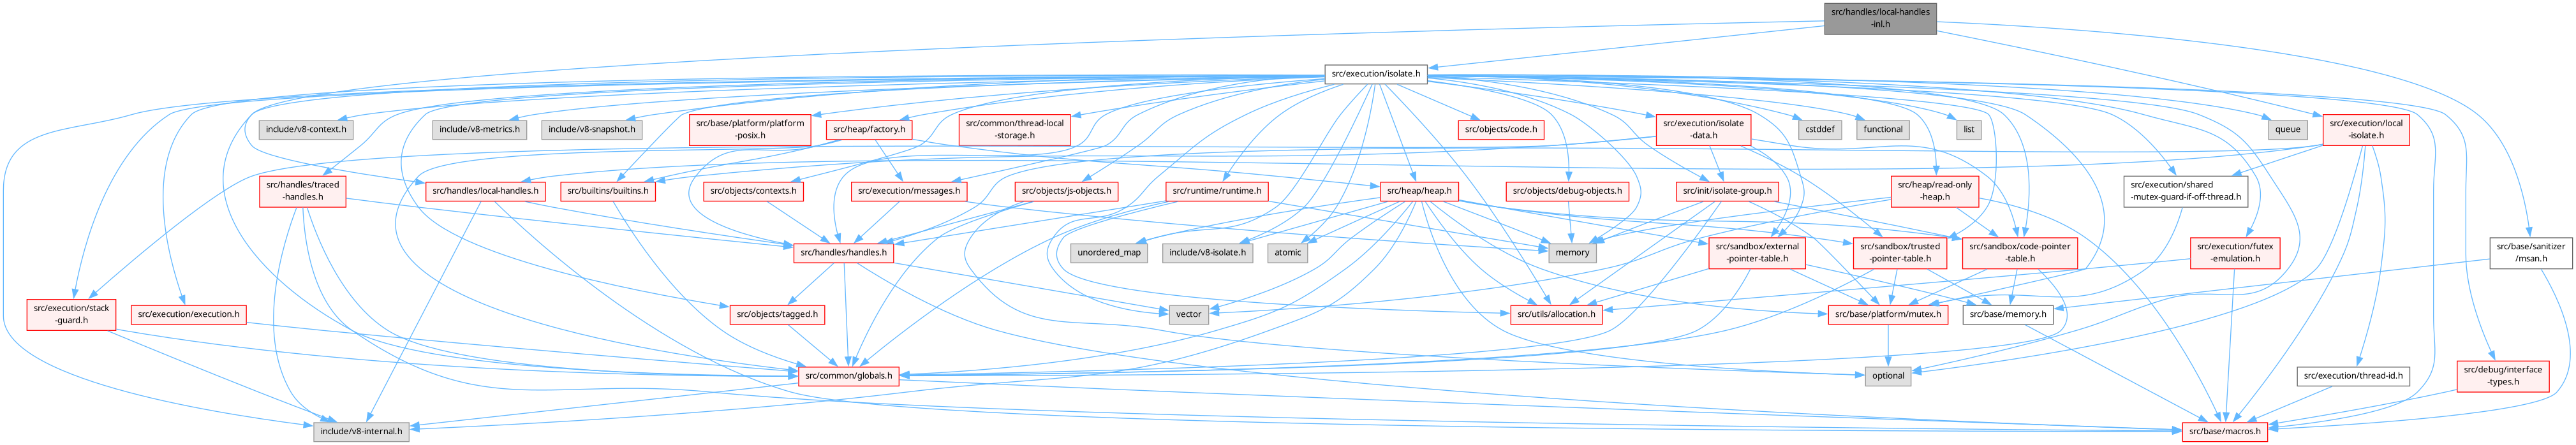 src/handles/local-handles
-inl.h
src/execution/isolate.h
include/v8-context.h
include/v8-metrics.h
include/v8-snapshot.h
src/base/platform/platform
-posix.h
src/heap/factory.h
src/common/thread-local
-storage.h
src/objects/code.h
src/execution/isolate
-data.h
cstddef
functional
list
queue
src/execution/local
-isolate.h
src/handles/traced
-handles.h
src/handles/local-handles.h
src/builtins/builtins.h
src/objects/contexts.h
src/execution/messages.h
src/objects/js-objects.h
src/runtime/runtime.h
src/heap/heap.h
src/objects/debug-objects.h
src/init/isolate-group.h
src/heap/read-only
-heap.h
src/execution/shared
-mutex-guard-if-off-thread.h
src/handles/handles.h
unordered_map
include/v8-isolate.h
atomic
memory
src/sandbox/external
-pointer-table.h
src/sandbox/trusted
-pointer-table.h
src/sandbox/code-pointer
-table.h
src/execution/futex
-emulation.h
src/base/sanitizer
/msan.h
src/execution/stack
-guard.h
src/execution/execution.h
src/objects/tagged.h
vector
src/utils/allocation.h
src/base/platform/mutex.h
src/base/memory.h
src/common/globals.h
optional
src/execution/thread-id.h
src/debug/interface
-types.h
include/v8-internal.h
src/base/macros.h